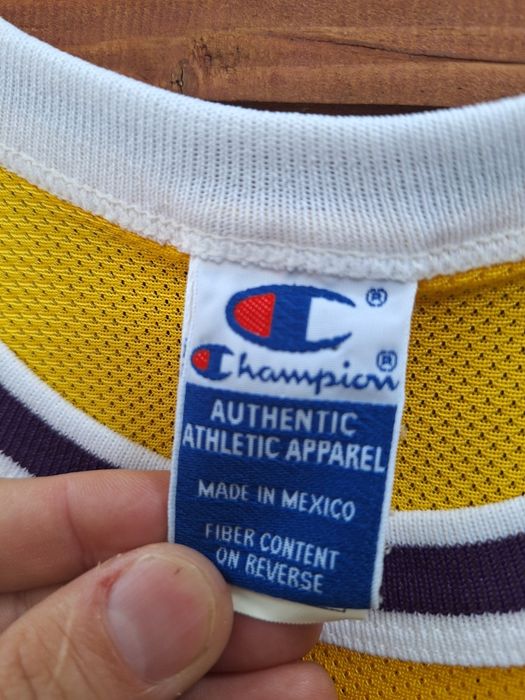 ®
Champion®
AUTHENTIC
ATHLETIC APPAREL
MADE IN MEXICO
FIBER CONTENT
ON REVERSE